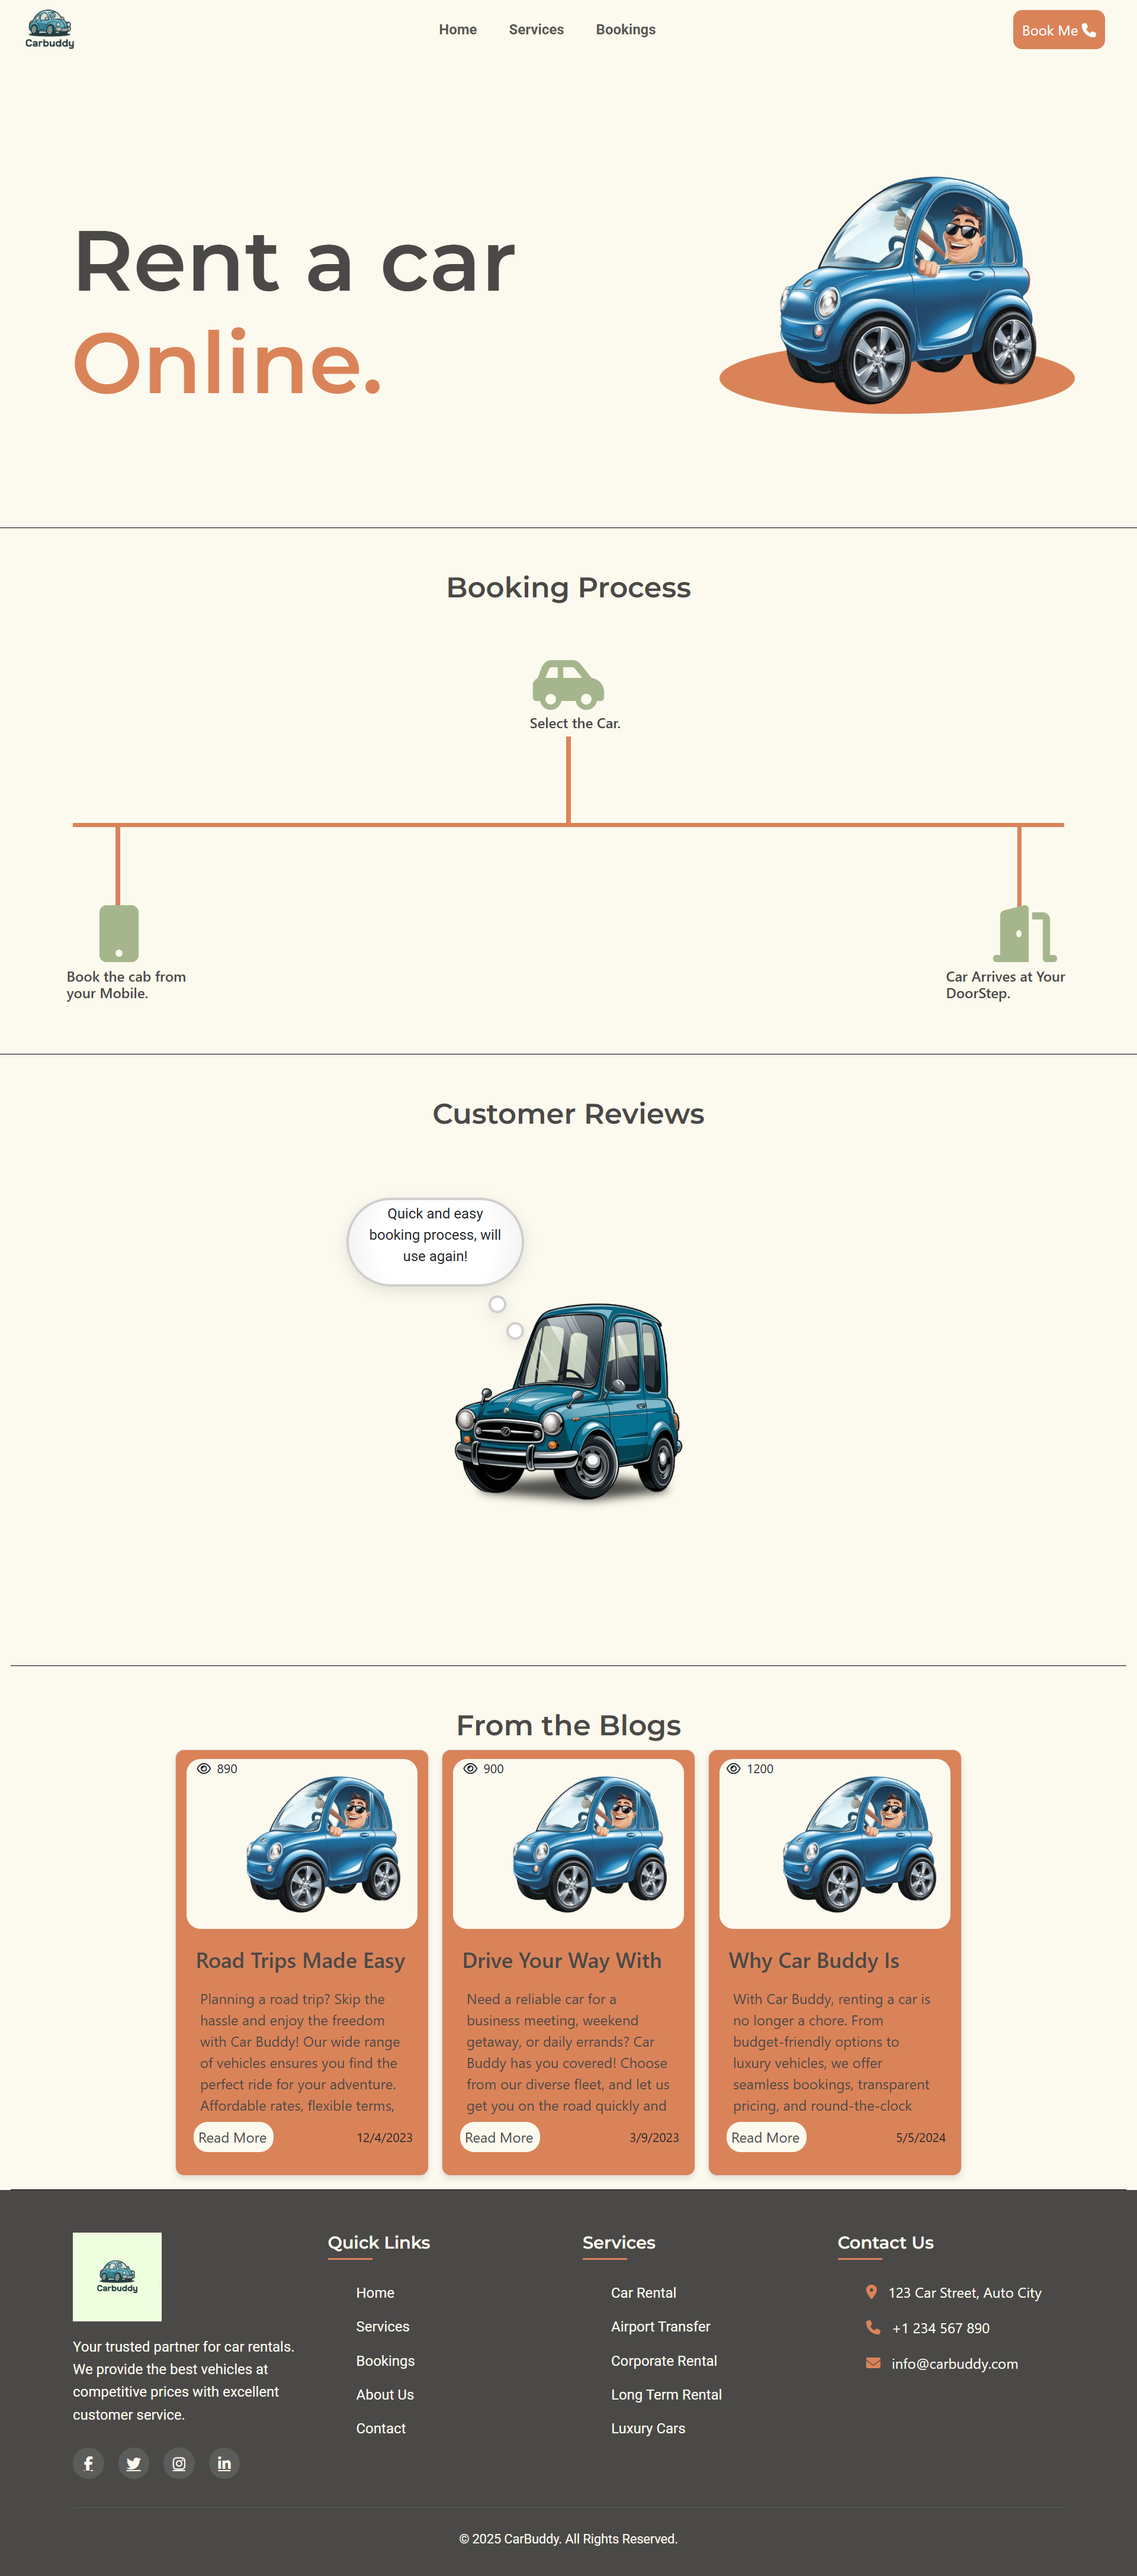 Carbuddy
Home Services Bookings
Book Me
Rent a car
Online.
Booking Process
Select the Car.
Book the cab from
your Mobile.
Car Arrives at Your
DoorStep.
Customer Reviews
Quick and easy
booking process, will
use again!
From the Blogs
890
Road Trips Made Easy
Planning a road trip? Skip the
hassle and enjoy the freedom
with Car Buddy! Our wide range
of vehicles ensures you find the
perfect ride for your adventure.
Affordable rates, flexible terms,
Read More 12/4/2023
900
Drive Your Way With
Need a reliable car for a
business meeting, weekend
getaway, or daily errands? Car
Buddy has you covered! Choose
from our diverse fleet, and let us
get you on the road quickly and
Read More 3/9/2023
1200
Why Car Buddy Is
With Car Buddy, renting a car is
no longer a chore. From
budget-friendly options to
luxury vehicles, we offer
seamless bookings, transparent
pricing, and round-the-clock
Read More 5/5/2024
Carbuddy
Your trusted partner for car rentals.
We provide the best vehicles at
competitive prices with excellent
customer service.
Quick Links
Home
Services
Bookings
About Us
Contact
Services
Car Rental
Airport Transfer
Corporate Rental
Long Term Rental
Luxury Cars
Contact Us
123 Car Street, Auto City
+1 234 567 890
info@carbuddy.com
© 2025 CarBuddy. All Rights Reserved.